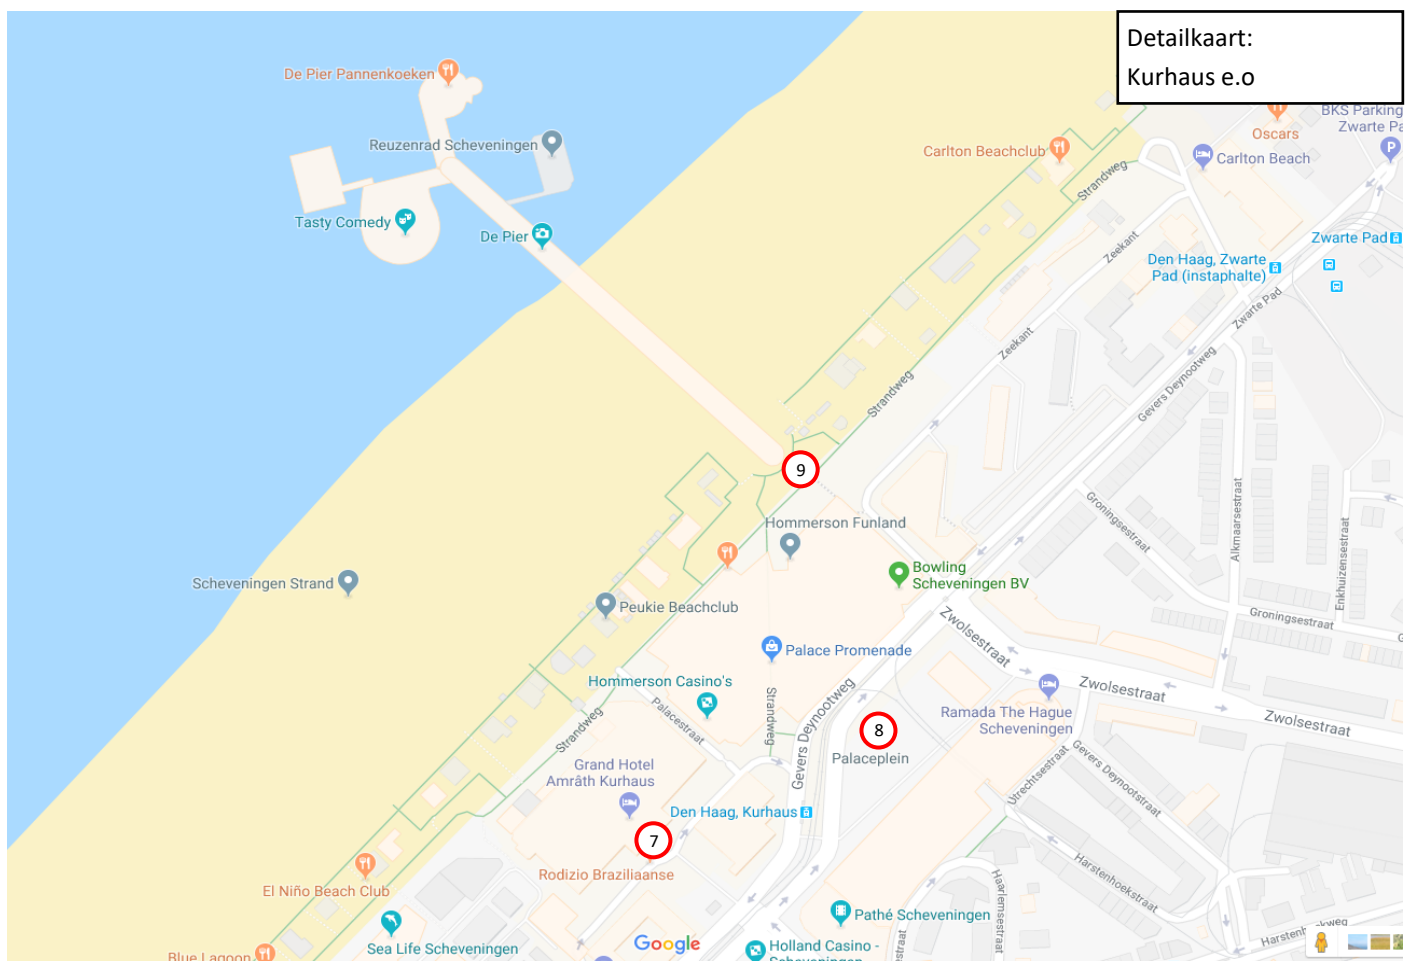 Detailkaart:
Kurhaus e.o
De Pier Pannenkoeken
Reuzenrad Scheveningen
Tasty Comedy
De Pier
Carlton Beachclub
Oscars
BKS Parking
Zwarte Pa
P
Carlton Beach
Strandweg
Zeekant
Zwarte Pad
Den Haag, Zwarte
Pad (instaphalte)
Zwarte Pad
Zeekant
Gevers Deynootweg
Strandweg
9
Hommerson Funland
Groningsestraat
Alkmaarsestraat
Enkhuizensestraat
Scheveningen Strand
Bowling
Scheveningen BV
Peukie Beachclub
Zwolsestraat
Groningsestraat
G
Palace Promenade
Hommerson Casino's
Strandweg
Palacestraat
Strandweg
Gevers Deynootweg
Ramada The Hague
Scheveningen
Zwolsestraat
Zwolsestraat
8
Palaceplein
Grand Hotel
Amrâth Kurhaus
Utrechtsestraat
Gevers Deynootstraat
Den Haag, Kurhaus
7
Rodizio Braziliaanse
El Niño Beach Club
Haarlemsestraat
Harstenhoekstraat
Pathé Scheveningen
Sea Life Scheveningen
Google
Holland Casino -
Scheveningen
straat
Blue Lagoon